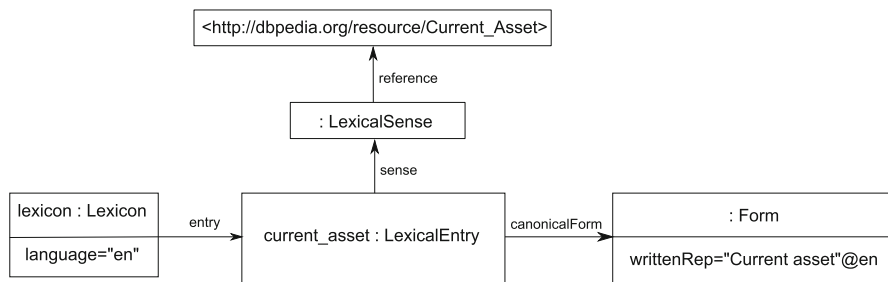 <http://dbpedia.org/resource/Current_Asset>
reference
: LexicalSense
sense
lexicon : Lexicon
language="en"
entry
current_asset : LexicalEntry
canonicalForm
: Form
writtenRep="Current asset"@en